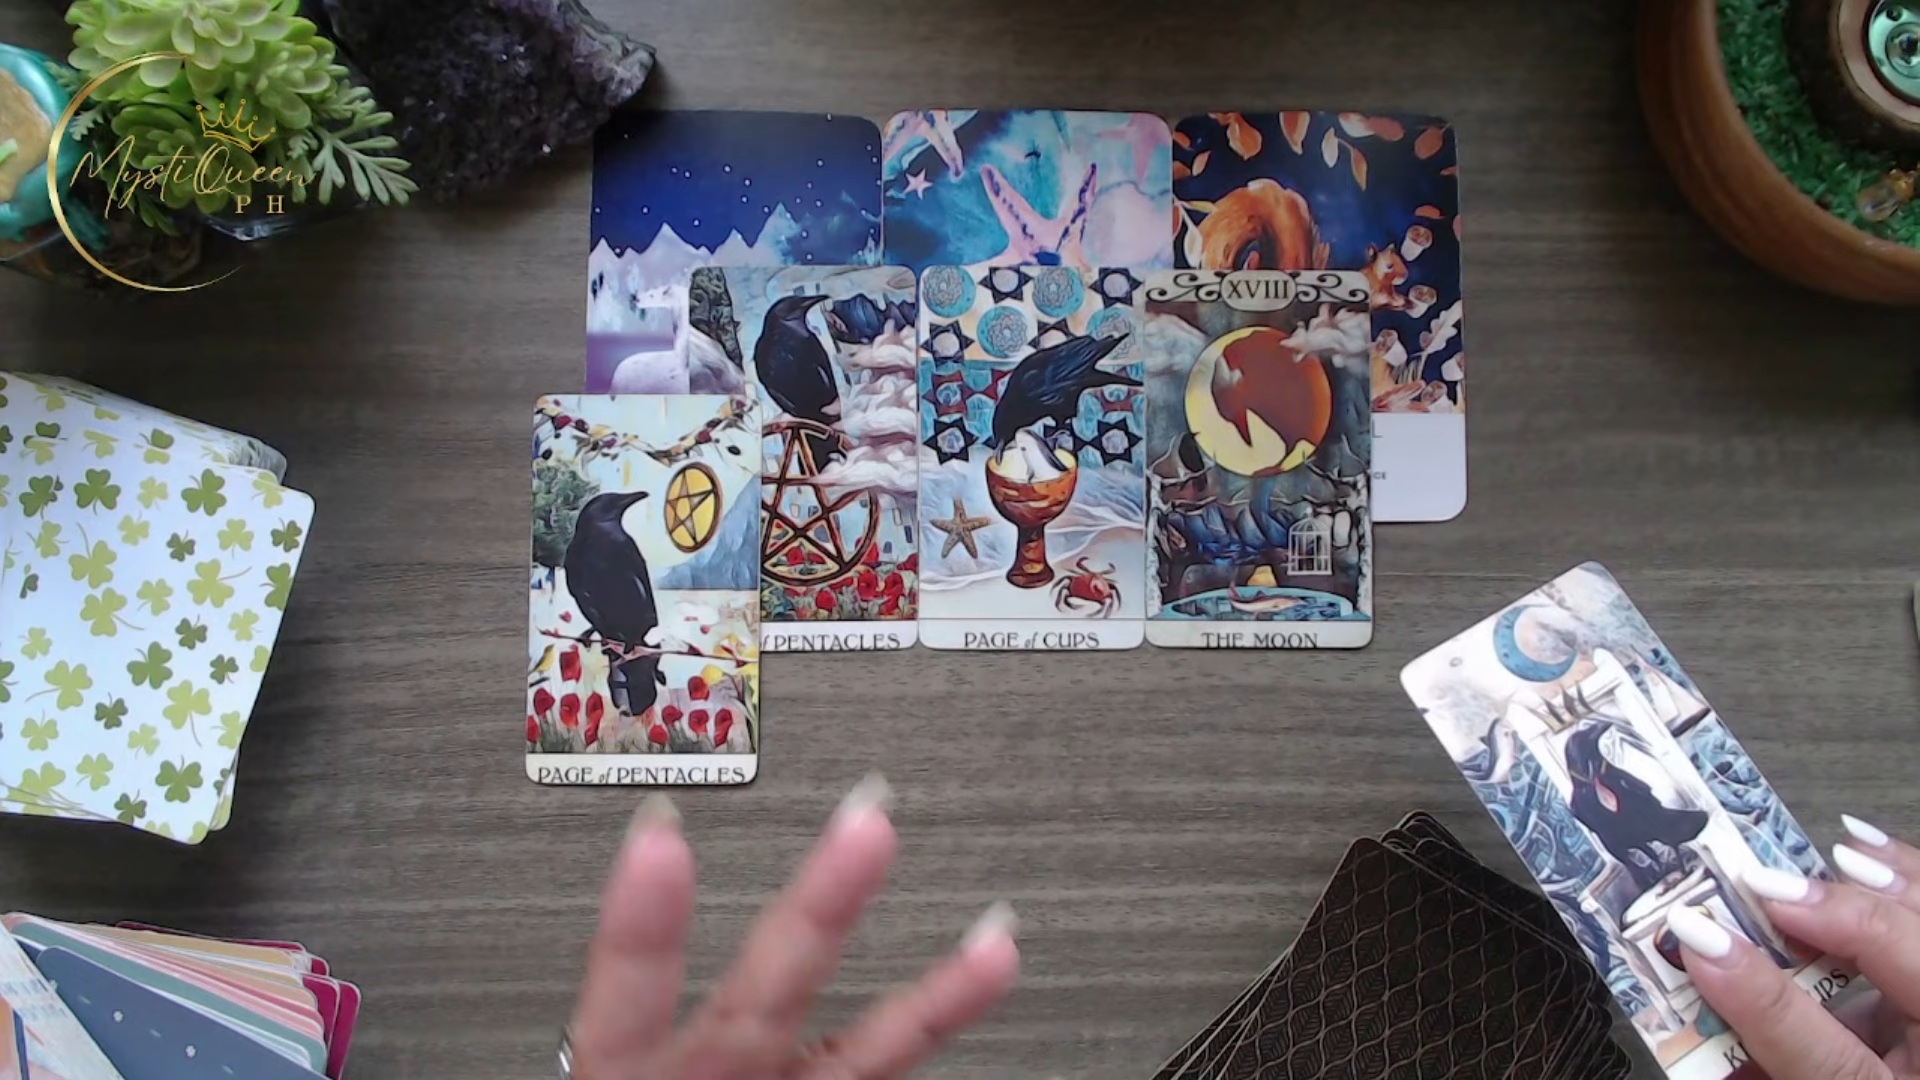 MystiQueen
PH
XVIII
of PENTACLES
PAGE of CUPS
THE MOON
PAGE of PENTACLES